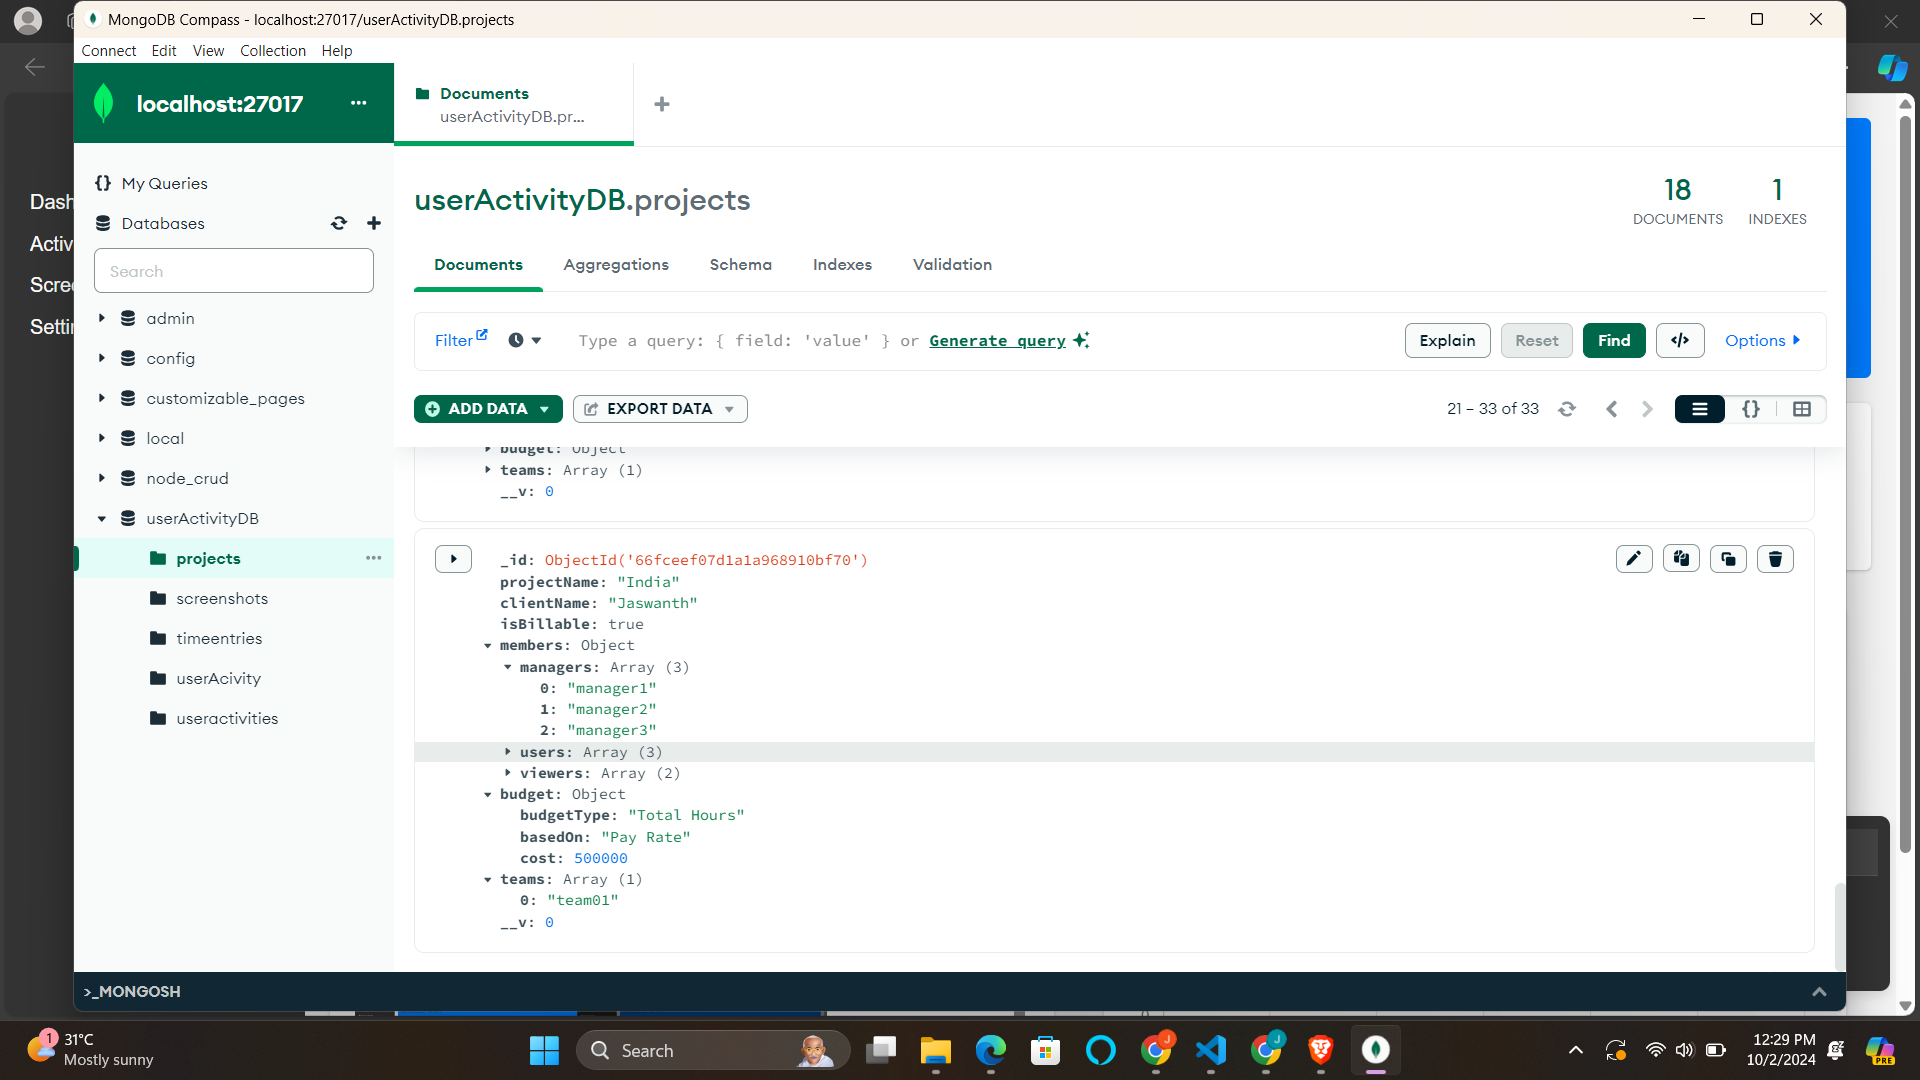 MongoDB Compass - localhost:27017/userActivityDB.projects
Connect Edit View Collection Help
localhost:27017
Documents
userActivityDB.pr...
{} My Queries
Databases
Search
admin
config
customizable_pages
local
node_crud
userActivityDB
projects
screenshots
timeentries
userAcivity
useractivities
userActivityDB.projects
18
DOCUMENTS
1
INDEXES
Documents Aggregations Schema Indexes Validation
Filter Type a query: { field: 'value' } or Generate query Explain Reset Find </> Options
ADD DATA EXPORT DATA 21 – 33 of 33 {}
budget: Object
teams: Array (1)
__v: 0
_id: ObjectId('66fceef07d1a1a968910bf70')
projectName: "India"
clientName: "Jaswanth"
isBillable: true
members: Object
managers: Array (3)
0: "manager1"
1: "manager2"
2: "manager3"
users: Array (3)
viewers: Array (2)
budget: Object
budgetType: "Total Hours"
basedOn: "Pay Rate"
cost: 500000
teams: Array (1)
0: "team01"
__v: 0
>_MONGOSH
Dash
Activ
Scree
Settin
1
31°C
Mostly sunny
Search
J
J
12:29 PM
10/2/2024
PRE